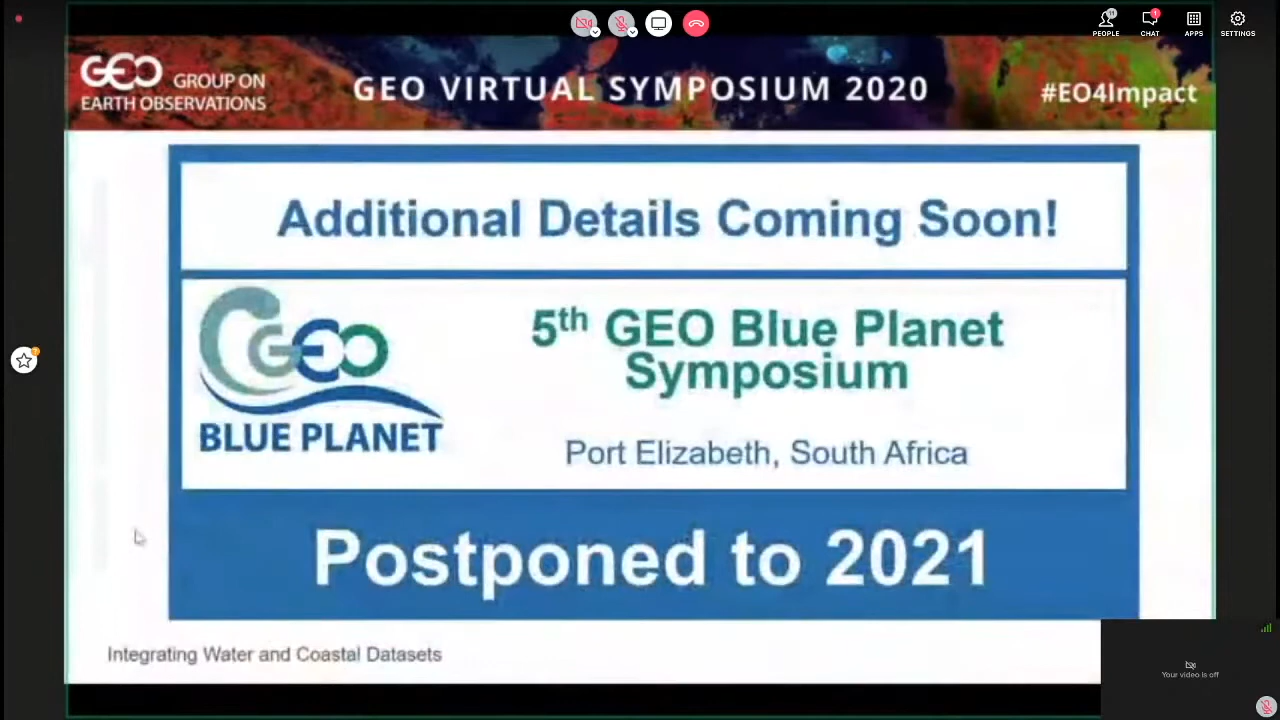 11
1
PEOPLE
CHAT
APPS
SETTINGS
GEO GROUP ON
EARTH OBSERVATIONS
GEO VIRTUAL SYMPOSIUM 2020
#EO4Impact
Additional Details Coming Soon!
GEO
BLUE PLANET
5th GEO Blue Planet
Symposium
Port Elizabeth, South Africa
Postponed to 2021
Integrating Water and Coastal Datasets
Your video is off